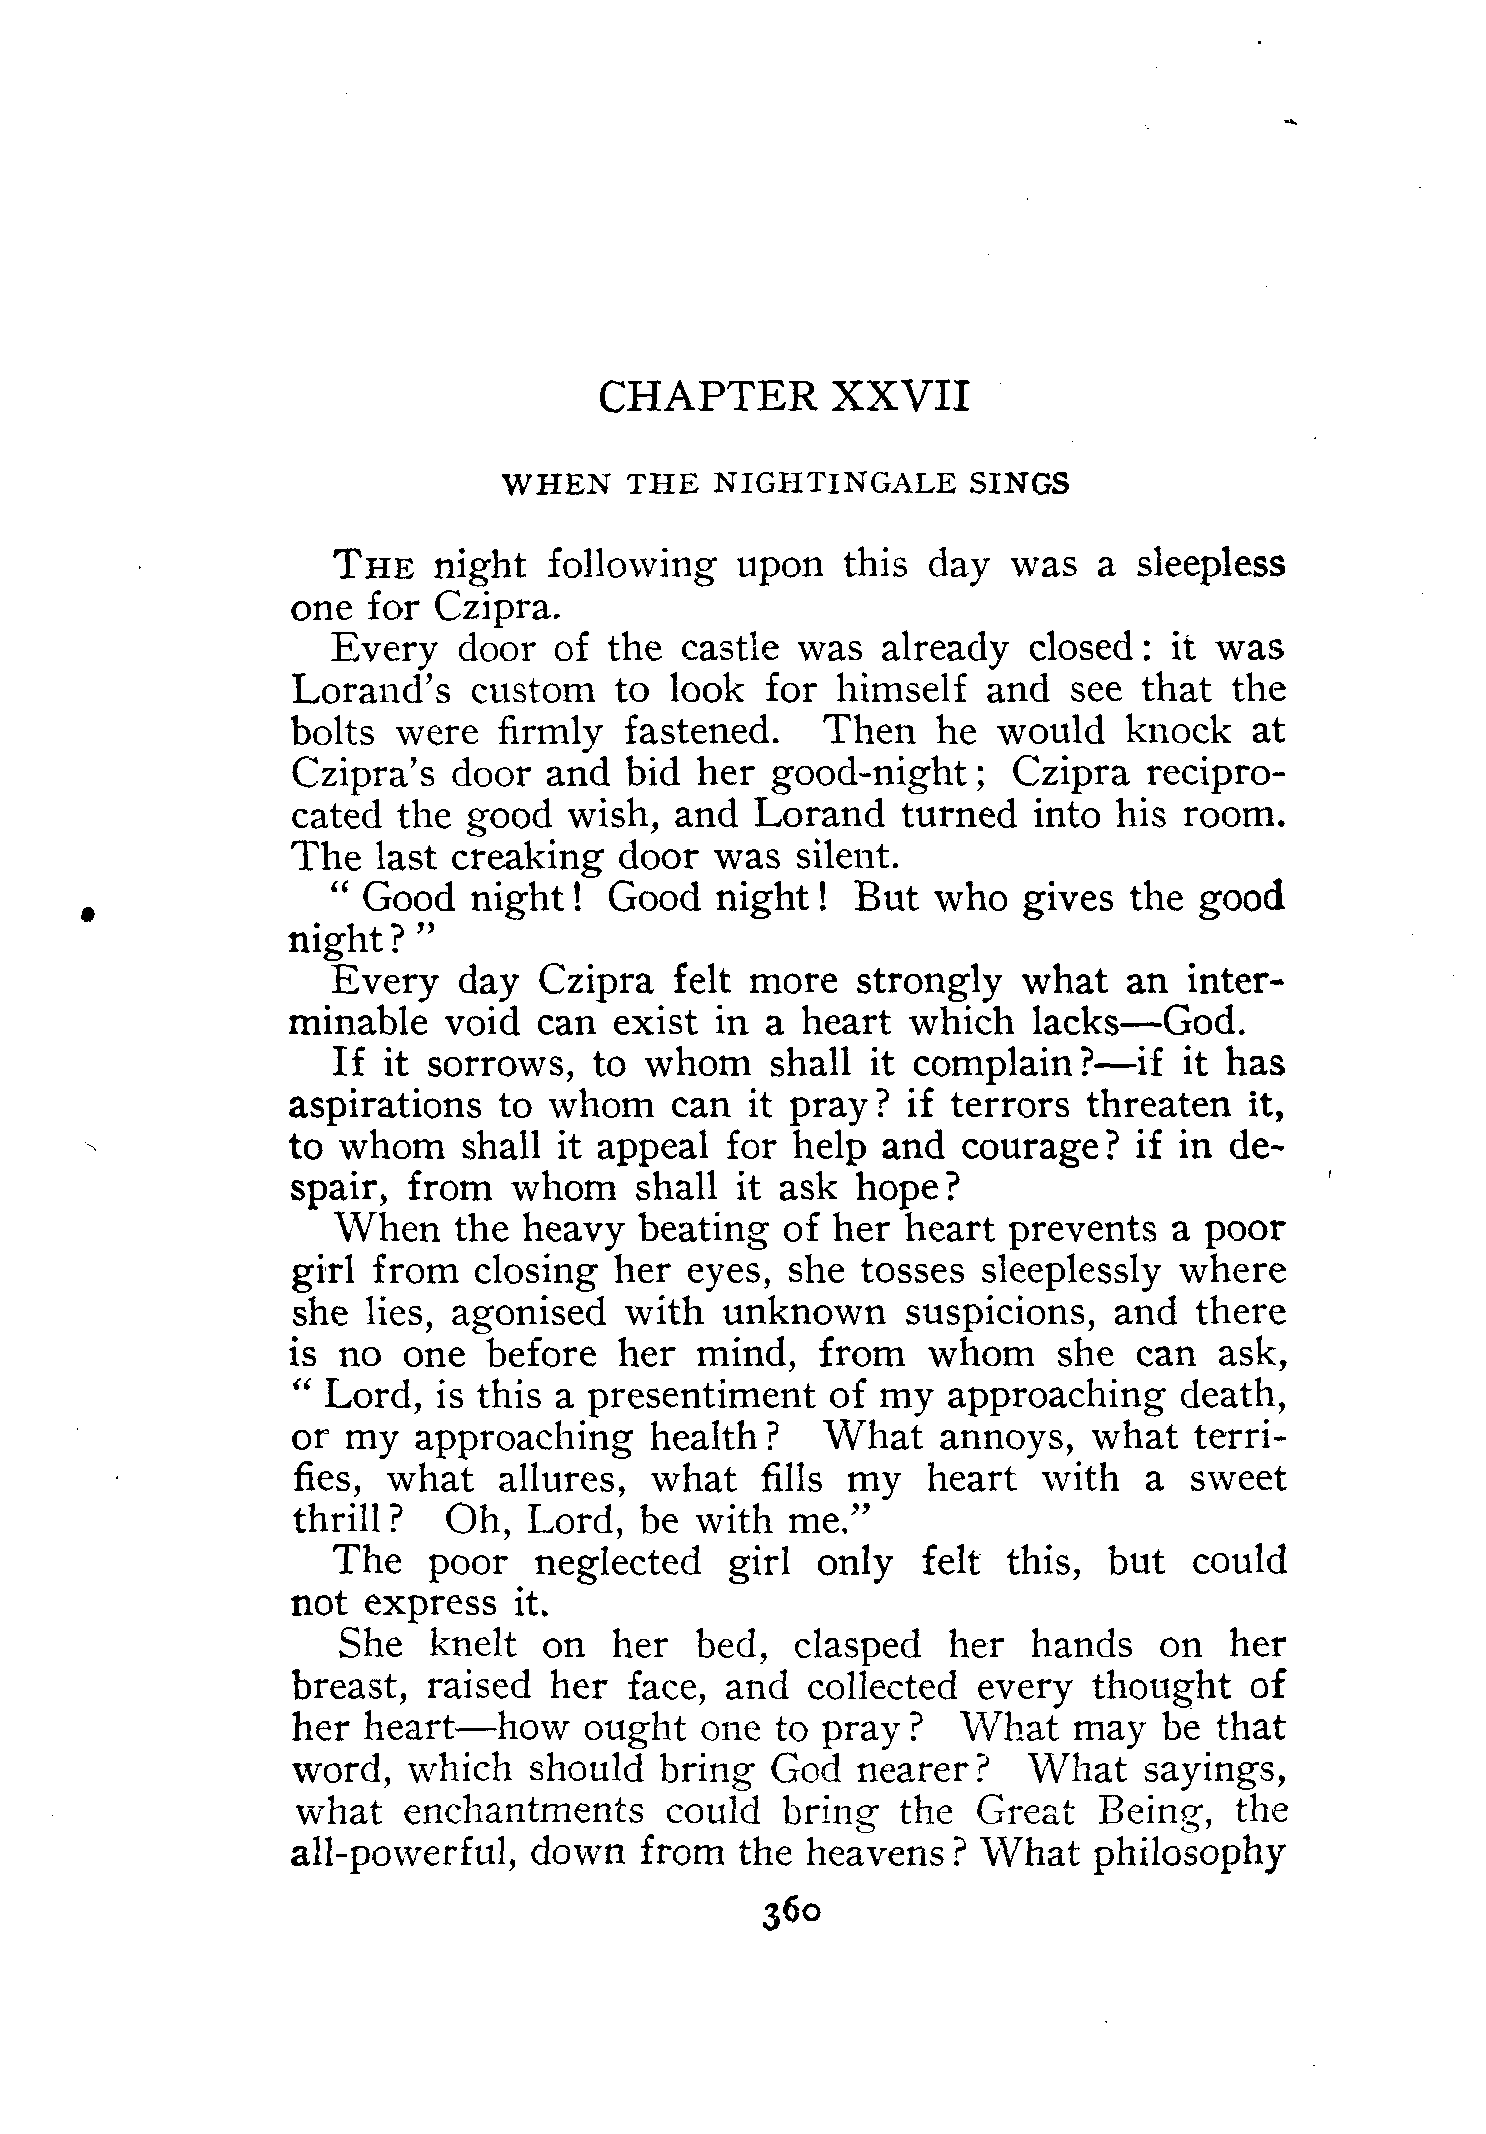 CHAPTER XXVII
WHEN THE NIGHTINGALE SINGS
THE night following upon this day was a sleepless
one for Czipra.
Every door of the castle was already closed: it was
Lorand's custom to look for himself and see that the
bolts were firmly fastened. Then he would knock at
Czipra's door and bid her good-night; Czipra recipro-
cated the good wish, and Lorand turned into his room.
The last creaking door was silent.
"Good night! Good night! But who gives the good
night?"
Every day Czipra felt more strongly what an inter-
minable void can exist in a heart which lacks—God.
If it sorrows, to whom shall it complain?—if it has
aspirations to whom can it pray? if terrors threaten it,
to whom shall it appeal for help and courage? if in de-
spair, from whom shall it ask hope?
When the heavy beating of her heart prevents a poor
girl from closing her eyes, she tosses sleeplessly where
she lies, agonised with unknown suspicions, and there
is no one before her mind, from whom she can ask,
"Lord, is this a presentiment of my approaching death,
or my approaching health? What annoys, what terri-
fies, what allures, what fills my heart with a sweet
thrill? Oh, Lord, be with me."
The poor neglected girl only felt this, but could
not express it.
She knelt on her bed, clasped her hands on her
breast, raised her face, and collected every thought of
her heart—how ought one to pray? What may be that
word, which should bring God nearer? What sayings,
what enchantments could bring the Great Being, the
all-powerful, down from the heavens? What philosophy
360